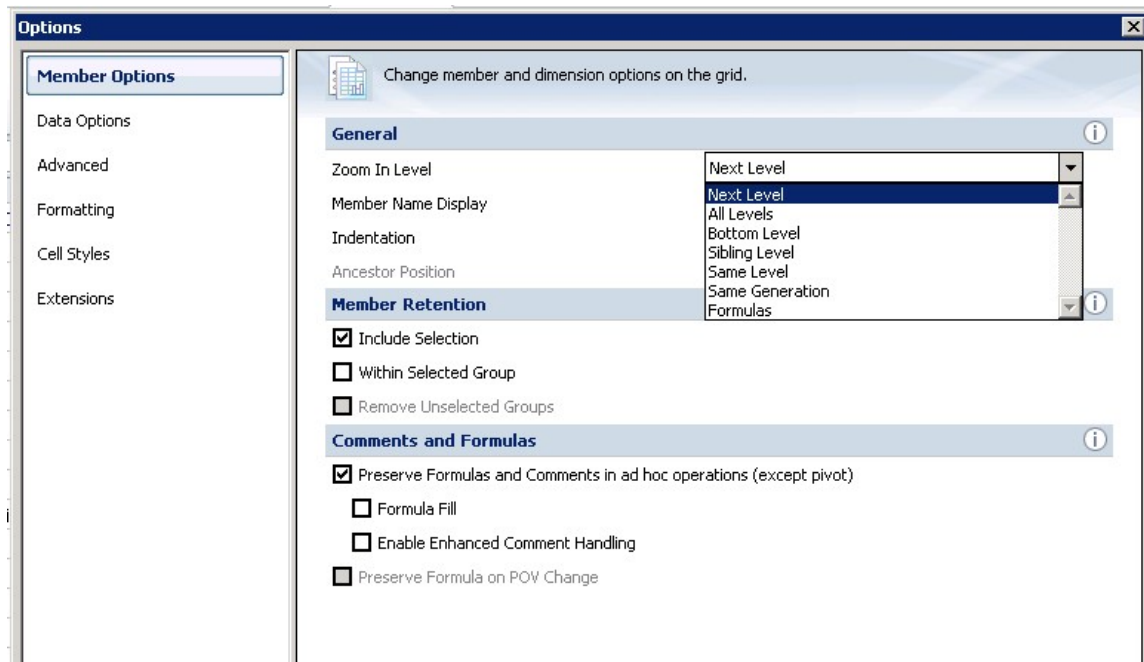 Options
Member Options
Data Options
Advanced
Formatting
Cell Styles
Extensions
Change member and dimension options on the grid.
General
Zoom In Level
Next Level
Next Level
All Levels
Bottom Level
Sibling Level
Same Level
Same Generation
Formulas
Member Name Display
Indentation
Ancestor Position
Member Retention
Include Selection
Within Selected Group
Remove Unselected Groups
Comments and Formulas
Preserve Formulas and Comments in ad hoc operations (except pivot)
Formula Fill
Enable Enhanced Comment Handling
Preserve Formula on POV Change